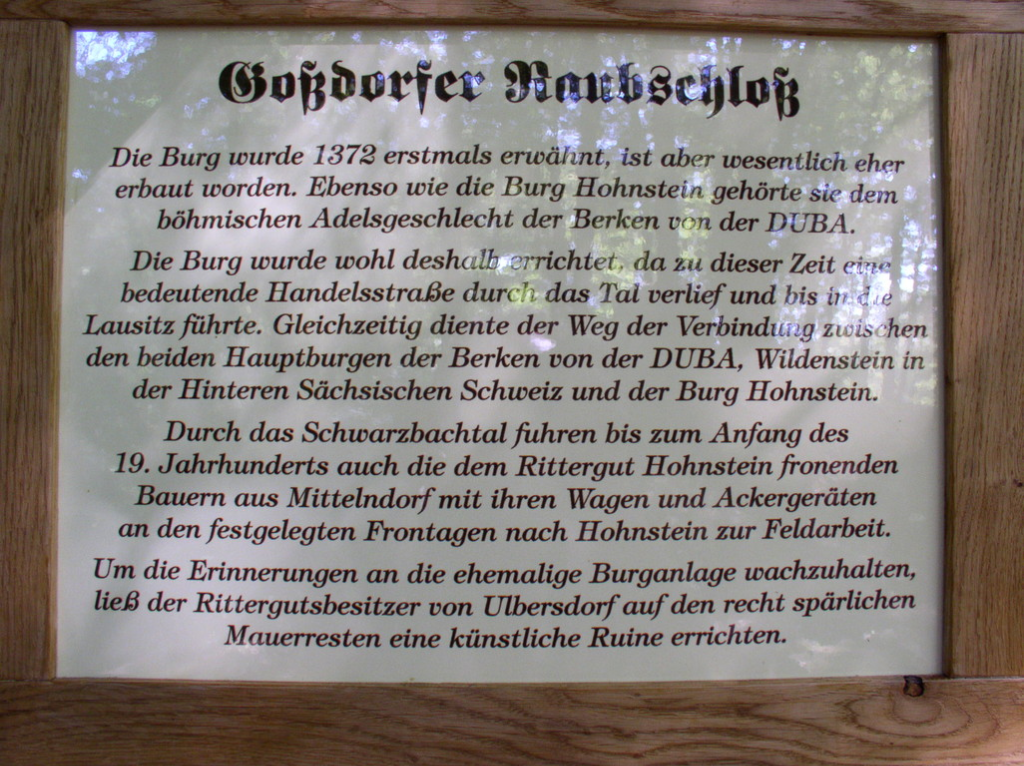 Goßdorfer Raubschloß
Die Burg wurde 1372 erstmals erwähnt, ist aber wesentlich eher
erbaut worden. Ebenso wie die Burg Hohnstein gehörte sie dem
böhmischen Adelsgeschlecht der Berken von der DUBA.
Die Burg wurde wohl deshalb errichtet, da zu dieser Zeit eine
bedeutende Handelsstraße durch das Tal verlief und bis in die
Lausitz führte. Gleichzeitig diente der Weg der Verbindung zwischen
den beiden Hauptburgen der Berken von der DUBA, Wildenstein in
der Hinteren Sächsischen Schweiz und der Burg Hohnstein.
Durch das Schwarzbachtal fuhren bis zum Anfang des
19. Jahrhunderts auch die dem Rittergut Hohnstein fronenden
Bauern aus Mittelndorf mit ihren Wagen und Ackergeräten
an den festgelegten Frontagen nach Hohnstein zur Feldarbeit.
Um die Erinnerungen an die ehemalige Burganlage wachzuhalten,
ließ der Rittergutsbesitzer von Ulbersdorf auf den recht spärlichen
Mauerresten eine künstliche Ruine errichten.